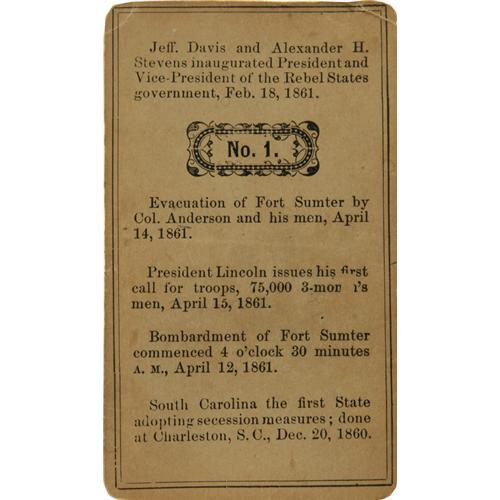 Jeff. Davis and Alexander H.
Stevens inaugurated President and
Vice-President of the Rebel States
government, Feb. 18, 1861.
No. 1.
Evacuation of Fort Sumter by
Col. Anderson and his men, April
14, 1861.
President Lincoln issues his first
call for troops, 75,000 3-mon 's
men, April 15, 1861.
Bombardment of Fort Sumter
commenced 4 o'clock 30 minutes
A. M., April 12, 1861.
South Carolina the first State
adopting secession measures; done
at Charleston, S. C., Dec. 20, 1860.